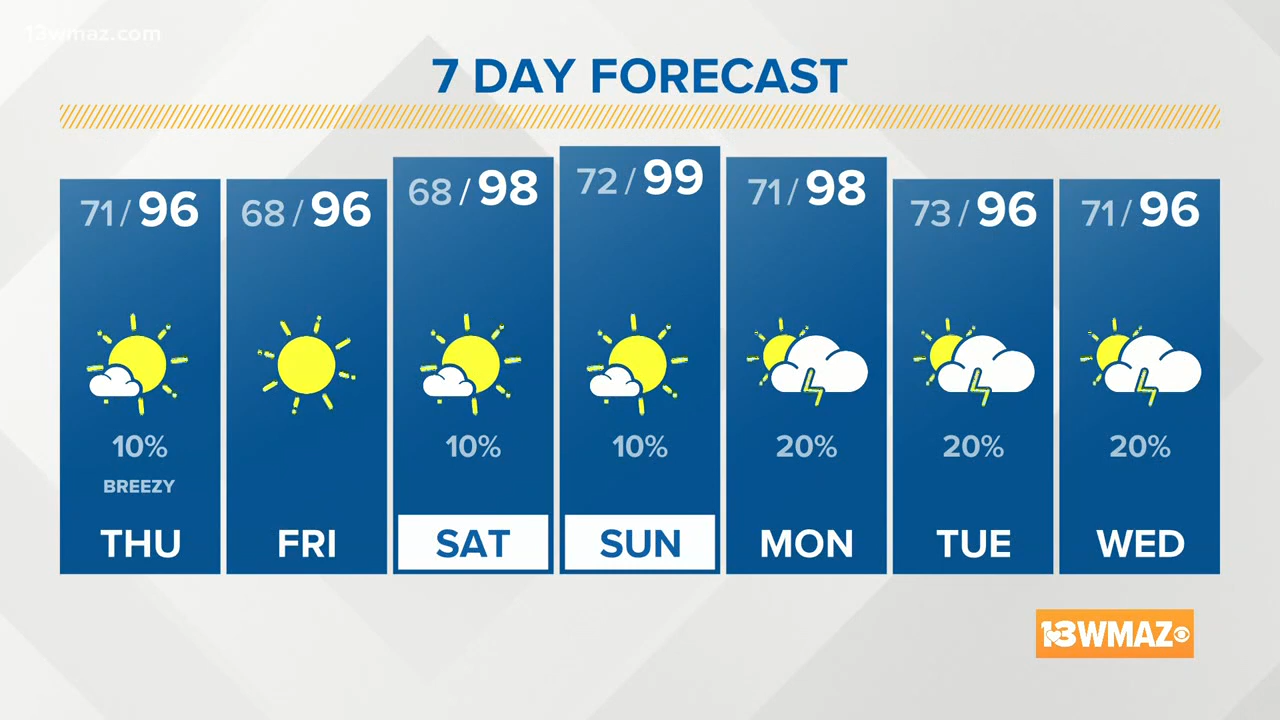 13wmaz.com
7 DAY FORECAST
71/96
68/96
68/98
72/99
71/98
73/96
71/96
10%
10%
10%
20%
20%
20%
BREEZY
THU
FRI
SAT
SUN
MON
TUE
WED
13WMAZ